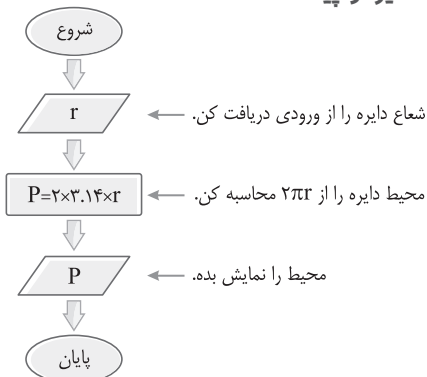 شروع
r
شعاع دایره را از ورودی دریافت کن.
P=۲×۳.۱۴×r
محیط دایره را از ۲πr محاسبه کن.
P
محیط را نمایش بده.
پایان